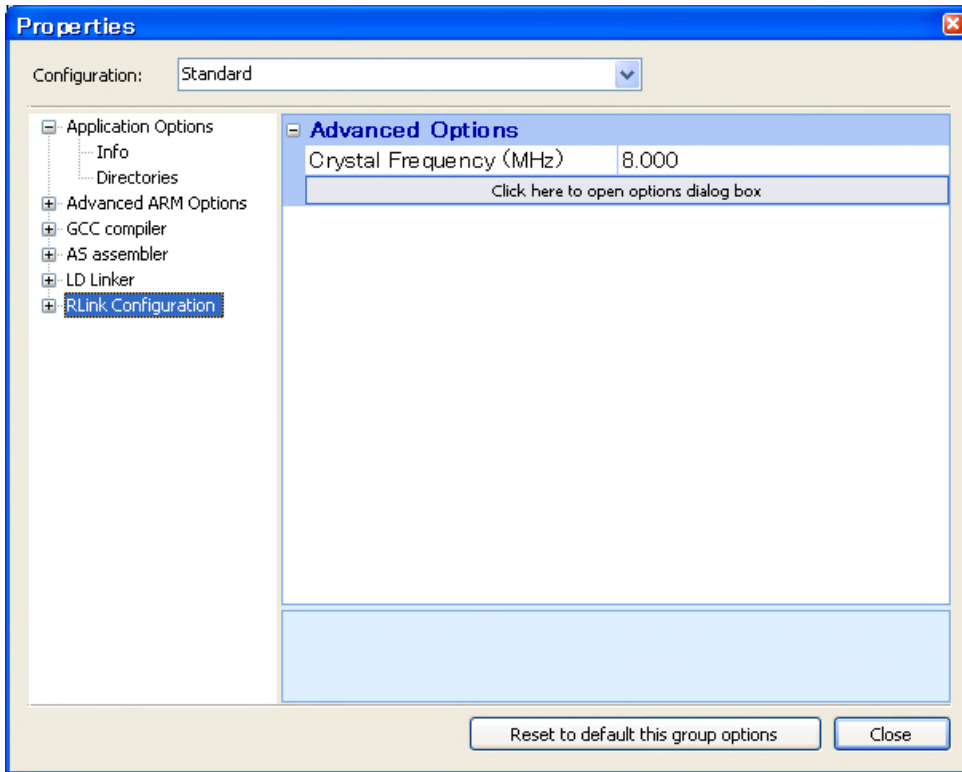 Properties
Configuration: Standard
Application Options
Info
Directories
Advanced ARM Options
GCC compiler
AS assembler
LD Linker
RLink Configuration
Advanced Options
Crystal Frequency (MHz) 8.000
Click here to open options dialog box
Reset to default this group options
Close